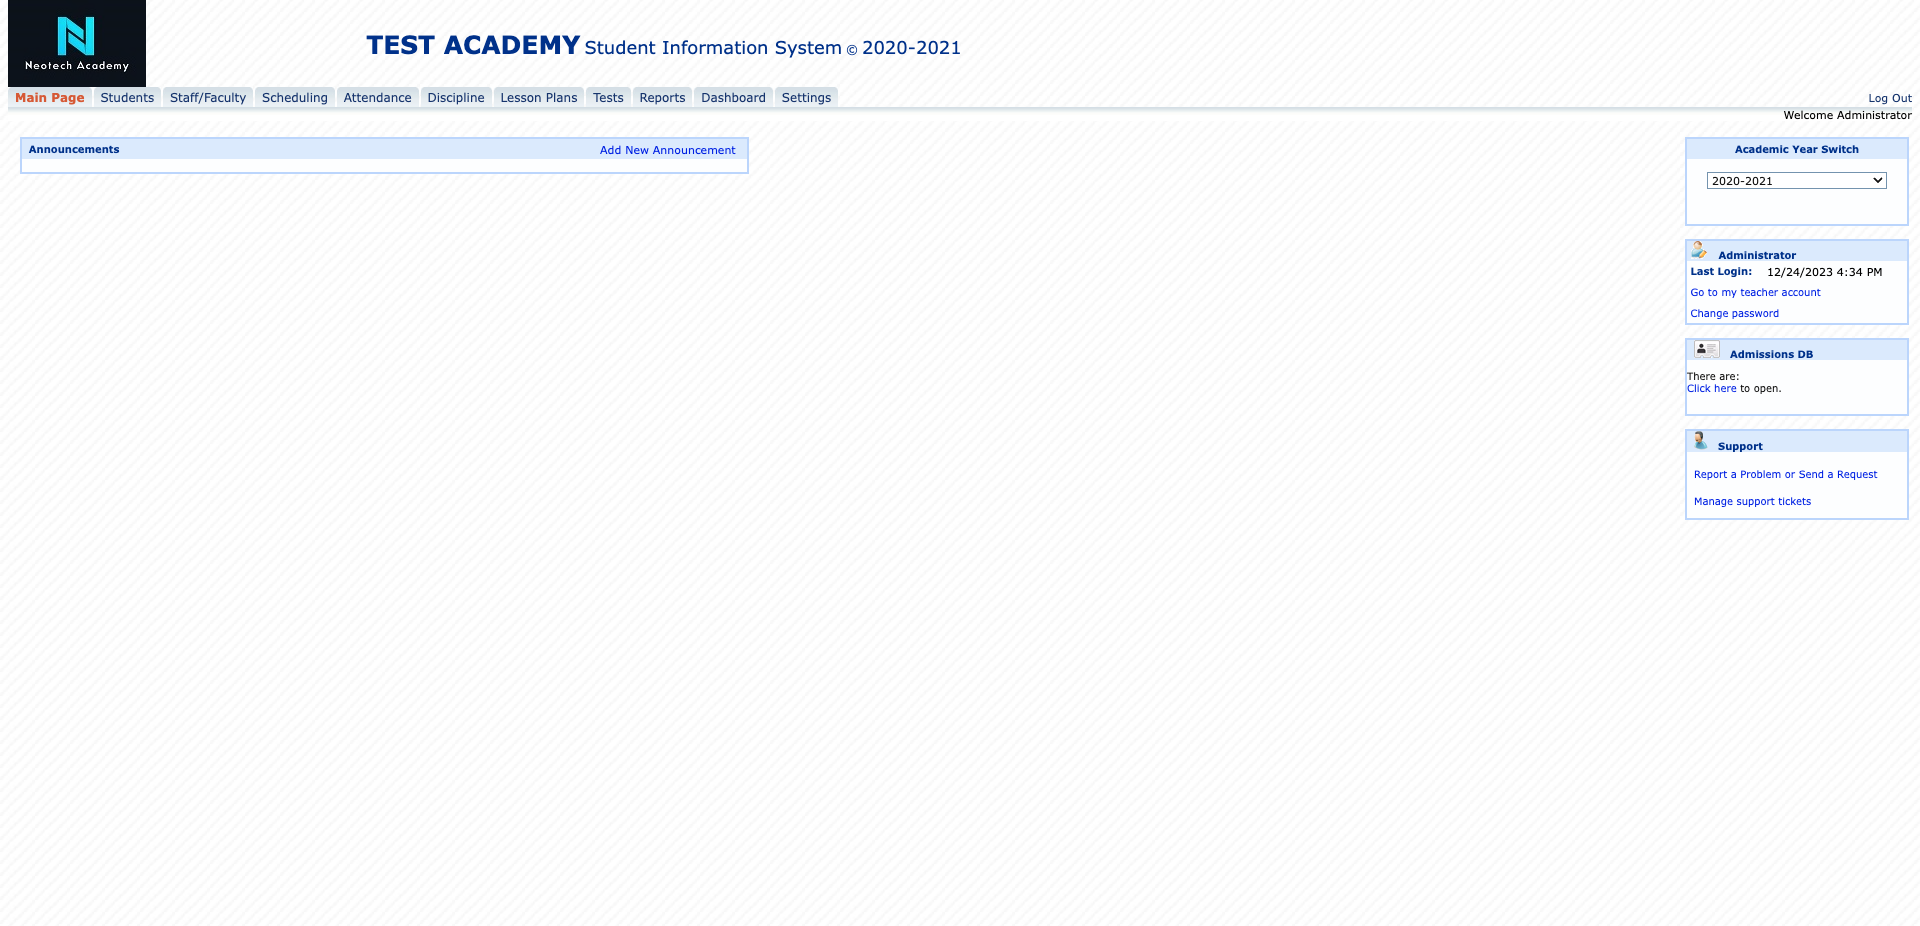 Neotech Academy
TEST ACADEMY Student Information System © 2020-2021
Main Page Students Staff/Faculty Scheduling Attendance Discipline Lesson Plans Tests Reports Dashboard Settings
Log Out
Welcome Administrator
Announcements Add New Announcement
Academic Year Switch
2020-2021
Administrator
Last Login: 12/24/2023 4:34 PM
Go to my teacher account
Change password
Admissions DB
There are:
Click here to open.
Support
Report a Problem or Send a Request
Manage support tickets